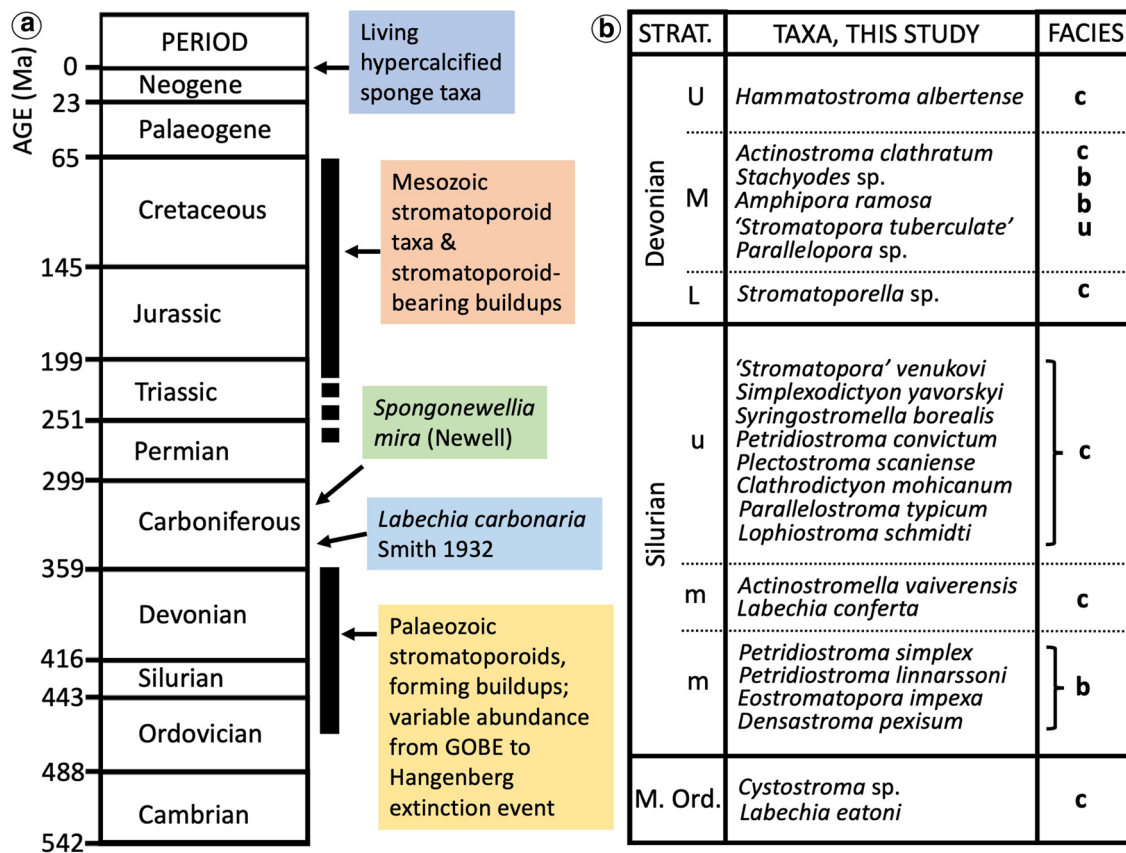 a
PERIOD
AGE (Ma)
0
Neogene
23
Palaeogene
65
Cretaceous
145
Jurassic
199
Triassic
251
Permian
299
Carboniferous
359
Devonian
416
Silurian
443
Ordovician
488
Cambrian
542
Living
hypercalcified
sponge taxa
Mesozoic
stromatoporoid
taxa &
stromatoporoid-
bearing buildups
Spongonewellia
mira (Newell)
Labechia carbonaria
Smith 1932
Palaeozoic
stromatoporoids,
forming buildups;
variable abundance
from GOBE to
Hangenberg
extinction event
b
STRAT. TAXA, THIS STUDY FACIES
Devonian
U Hammatostroma albertense c
M
Actinostroma clathratum c
Stachyodes sp. b
Amphipora ramosa b
‘Stromatopora tuberculate’ u
Parallelopora sp.
L Stromatoporella sp. c
Silurian
u
‘Stromatopora’ venukovi
Simplexodictyon yavorskyi
Syringostromella borealis
Petridiostroma convictum
Plectostroma scaniense
Clathrodictyon mohicanum
Parallelostroma typicum
Lophiostroma schmidti
c
m
Actinostromella vaiverensis
Labechia conferta
c
m
Petridiostroma simplex
Petridiostroma linnarssoni
Eostromatopora impexa
Densastroma pexisum
b
M. Ord.
Cystostroma sp.
Labechia eatoni
c